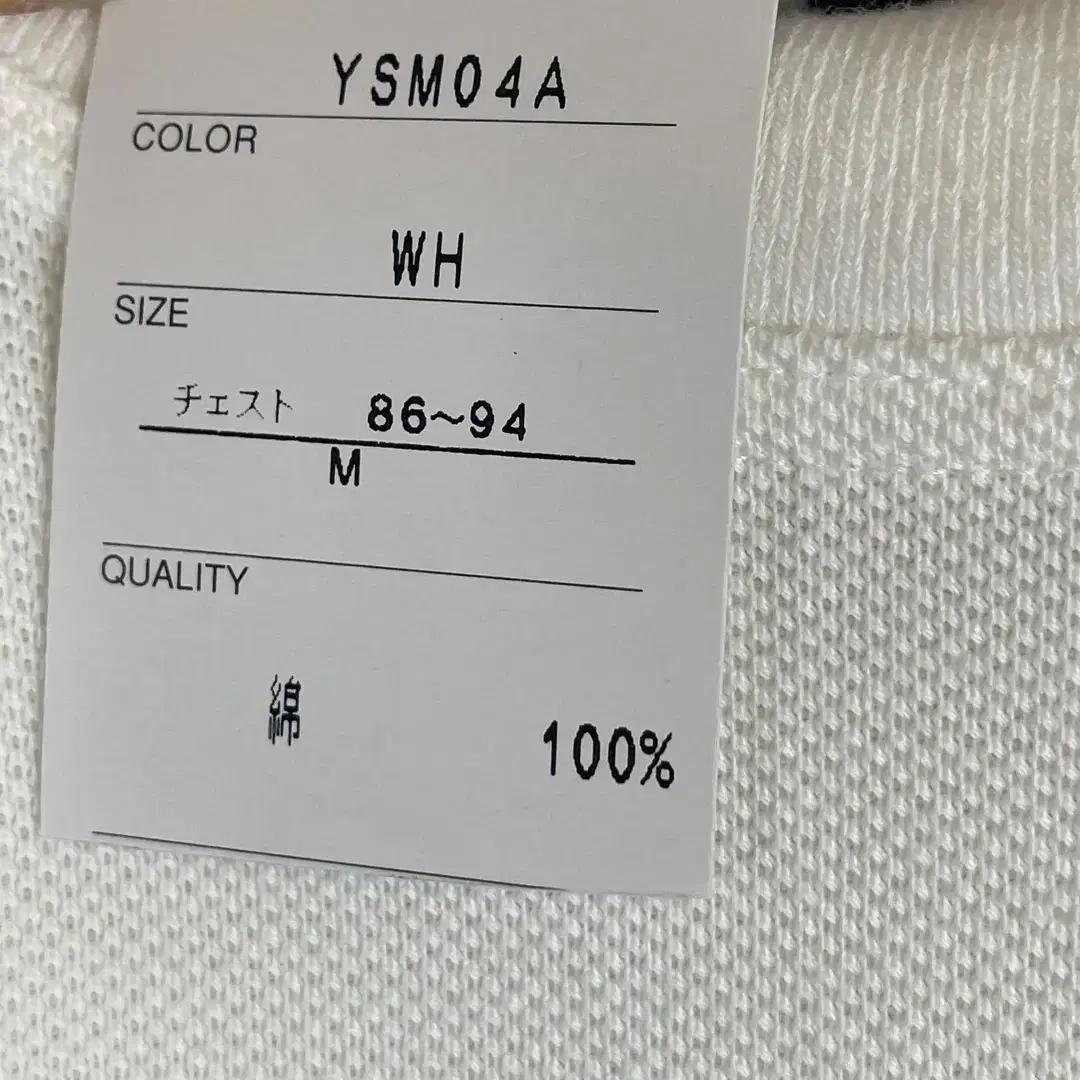 YSM04A
COLOR
WH
SIZE
チェスト 86~94
M
QUALITY
綿 100%